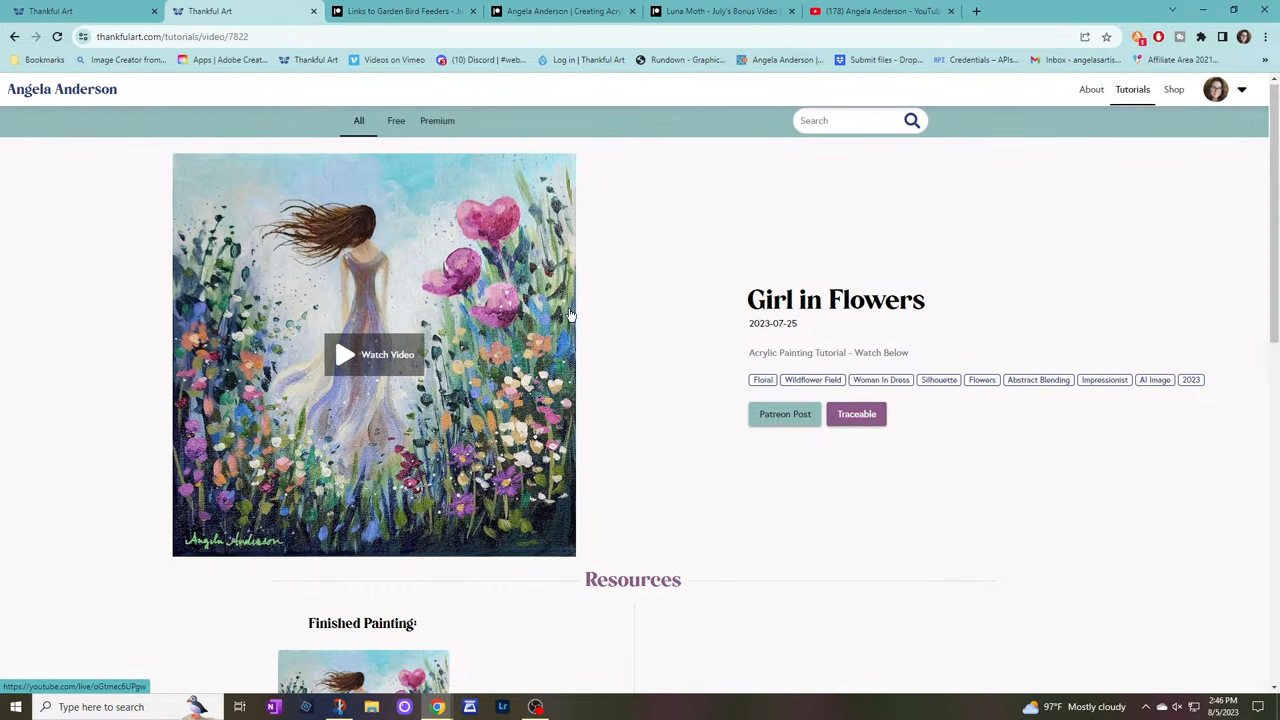 Thankful Art
Thankful Art
Links to Garden Bird Feeders - Ju
Angela Anderson | Creating Acryl
Luna Moth - July's Bonus Video |
(178) Angela Anderson - YouTub
thankfulart.com/tutorials/video/7822
Bookmarks
Image Creator from...
Apps | Adobe Creat...
Thankful Art
Videos on Vimeo
(10) Discord | #web...
Log in | Thankful Art
Rundown - Graphic...
Angela Anderson |...
Submit files - Drop...
API Credentials – APIs...
Inbox - angelasartis...
Affiliate Area 2021...
Angela Anderson
About Tutorials Shop
All Free Premium
Search
Watch Video
Angela Anderson
Girl in Flowers
2023-07-25
Acrylic Painting Tutorial - Watch Below
Floral Wildflower Field Woman In Dress Silhouette Flowers Abstract Blending Impressionist AI Image 2023
Patreon Post Traceable
Resources
Finished Painting:
https://youtube.com/live/oGtmec6UPgw
Type here to search
97°F Mostly cloudy
2:46 PM
8/5/2023